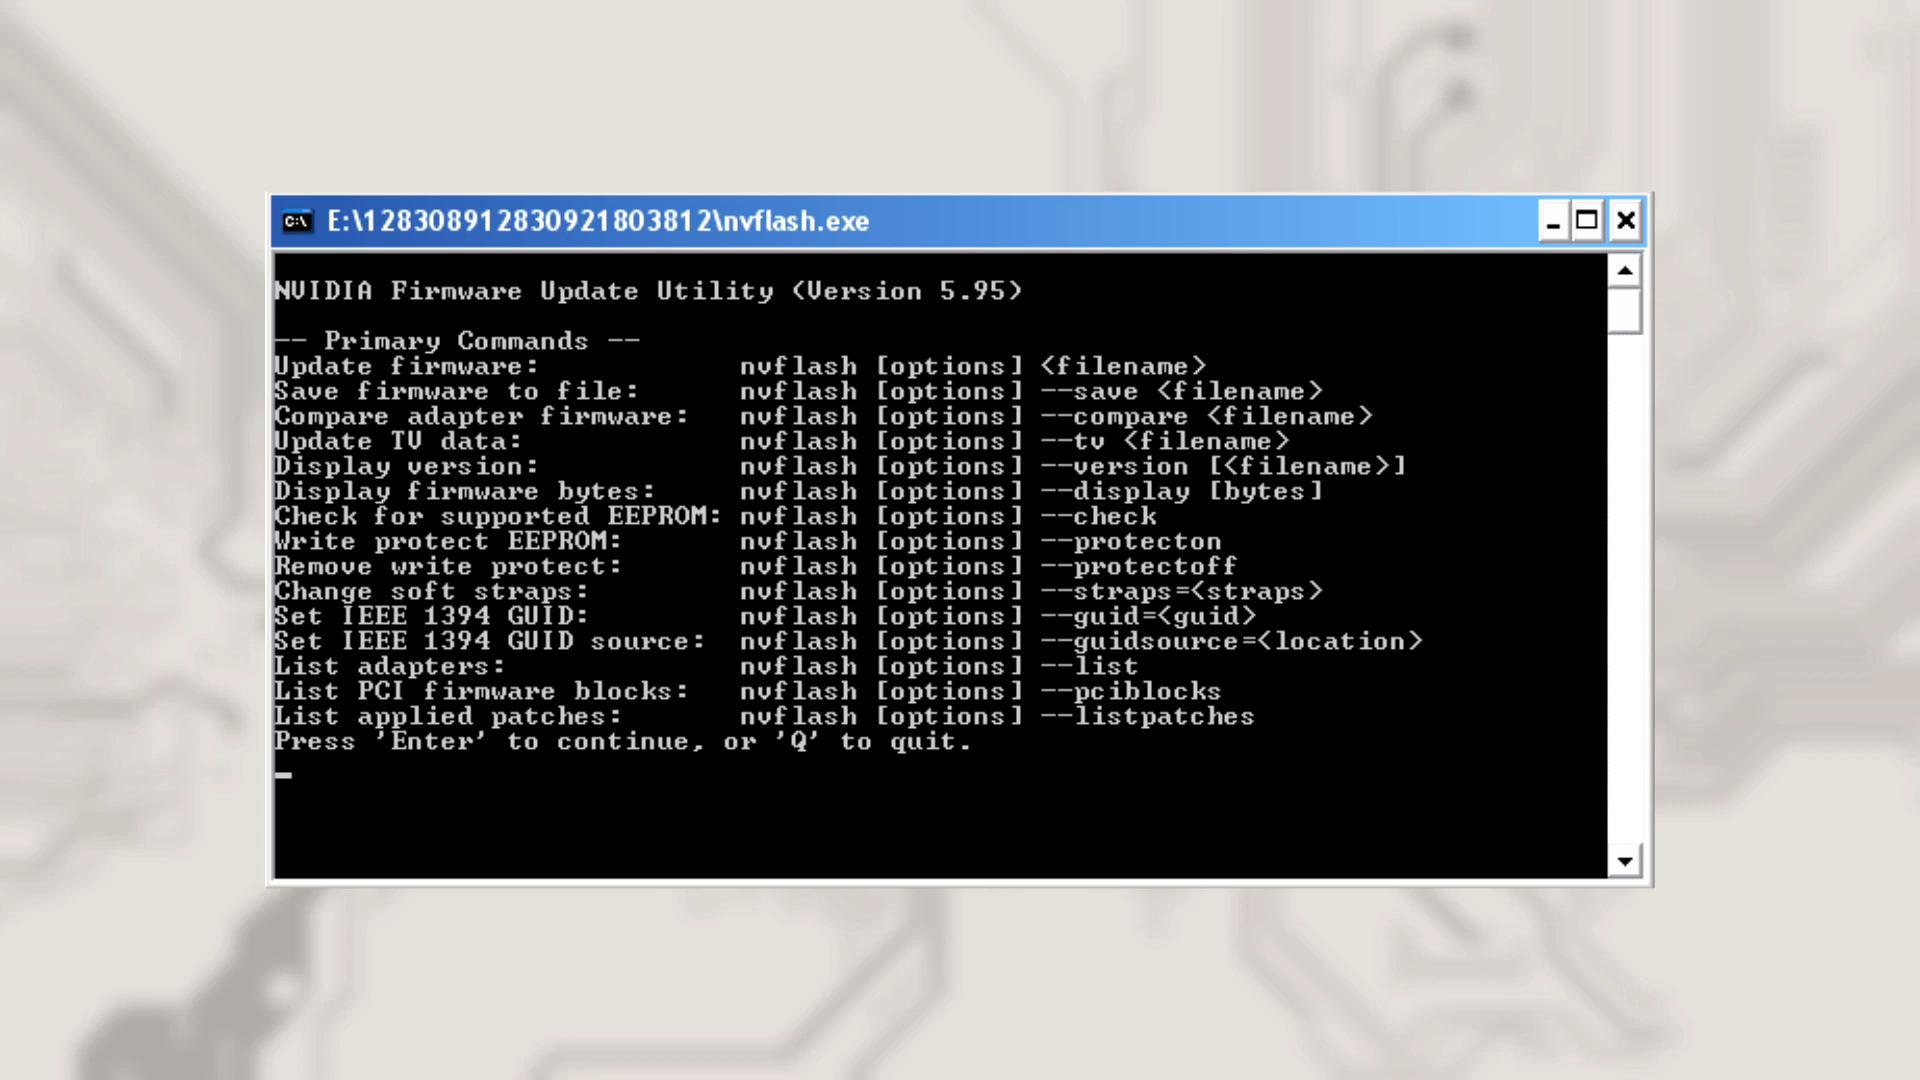 E:\128308912830921803812\nvflash.exe
NVIDIA Firmware Update Utility (Version 5.95)
-- Primary Commands --
Update firmware: nvflash [options] <filename>
Save firmware to file: nvflash [options] --save <filename>
Compare adapter firmware: nvflash [options] --compare <filename>
Update TV data: nvflash [options] --tv <filename>
Display version: nvflash [options] --version [<filename>]
Display firmware bytes: nvflash [options] --display [bytes]
Check for supported EEPROM: nvflash [options] --check
Write protect EEPROM: nvflash [options] --protecton
Remove write protect: nvflash [options] --protectoff
Change soft straps: nvflash [options] --straps=<straps>
Set IEEE 1394 GUID: nvflash [options] --guid=<guid>
Set IEEE 1394 GUID source: nvflash [options] --guidsource=<location>
List adapters: nvflash [options] --list
List PCI firmware blocks: nvflash [options] --pciblocks
List applied patches: nvflash [options] --listpatches
Press 'Enter' to continue, or 'Q' to quit.